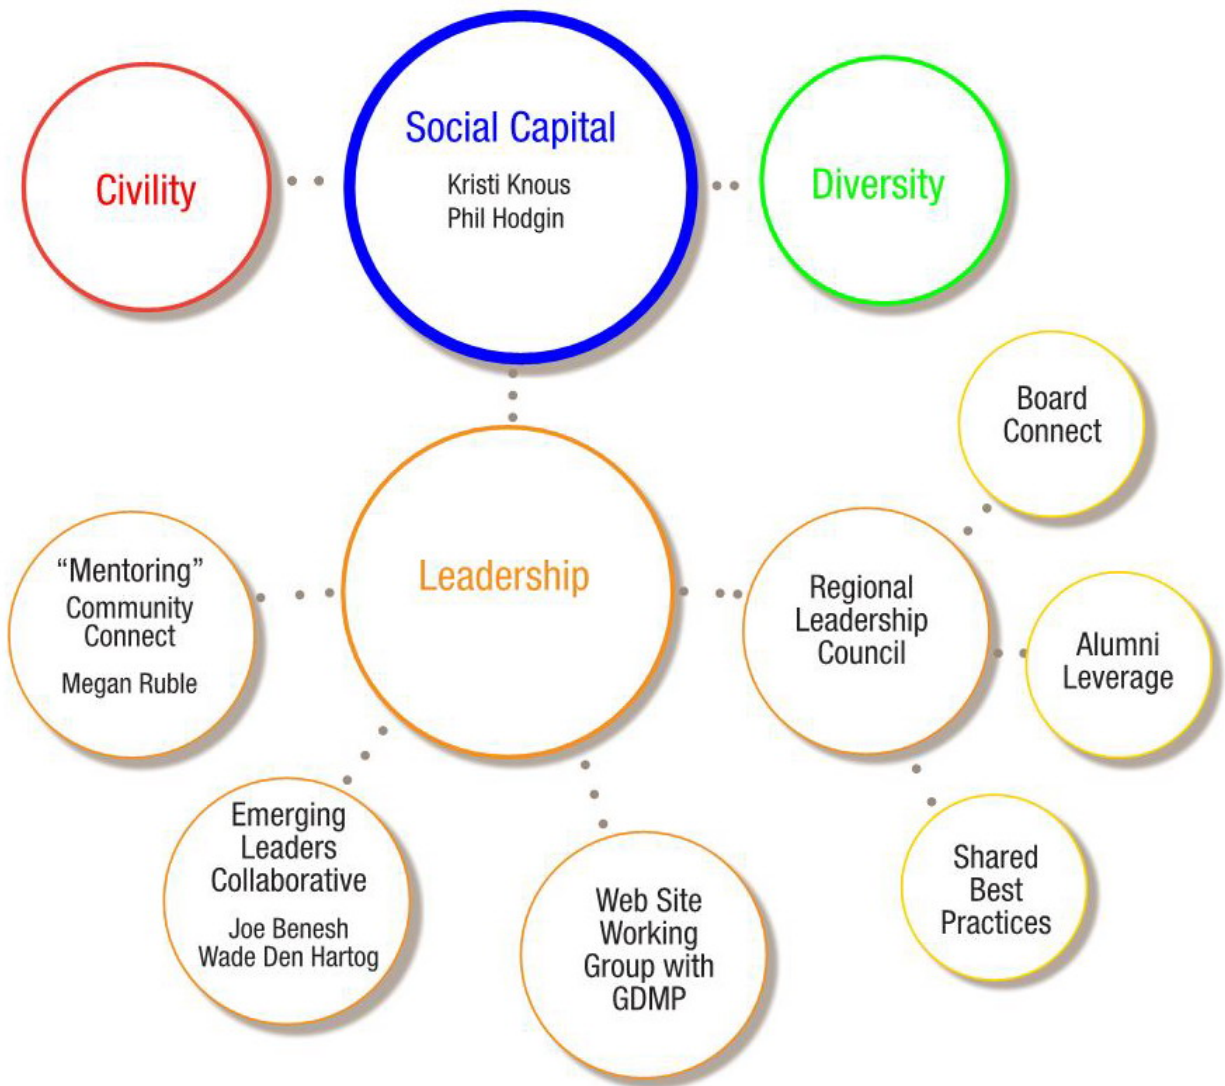 Civility
Social Capital
Kristi Knous
Phil Hodgin
Diversity
Leadership
“Mentoring”
Community
Connect
Megan Ruble
Emerging
Leaders
Collaborative
Joe Benesh
Wade Den Hartog
Web Site
Working
Group with
GDMP
Regional
Leadership
Council
Board
Connect
Alumni
Leverage
Shared
Best
Practices